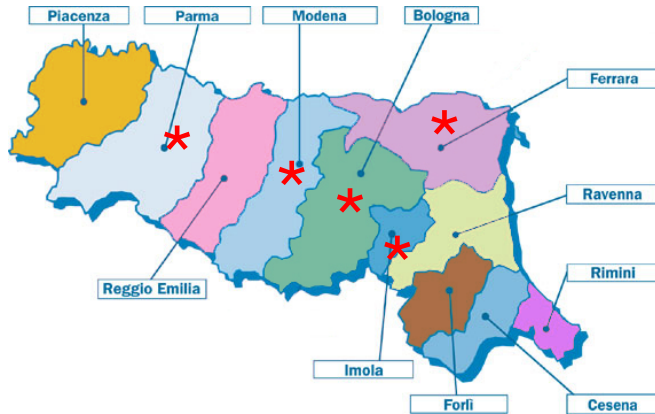 Piacenza
Parma
Modena
Bologna
Ferrara
Ravenna
Reggio Emilia
Rimini
Imola
Forlì
Cesena